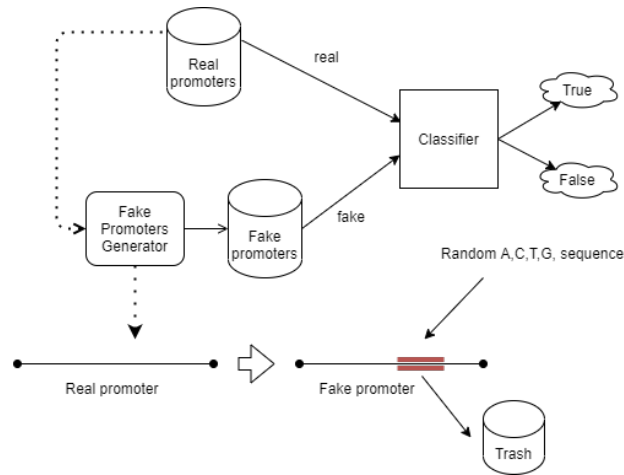 real
Real
promoters
True
Classifier
False
Fake
Promoters
Generator
Fake
promoters
fake
Random A,C,T,G, sequence
Real promoter
Fake promoter
Trash